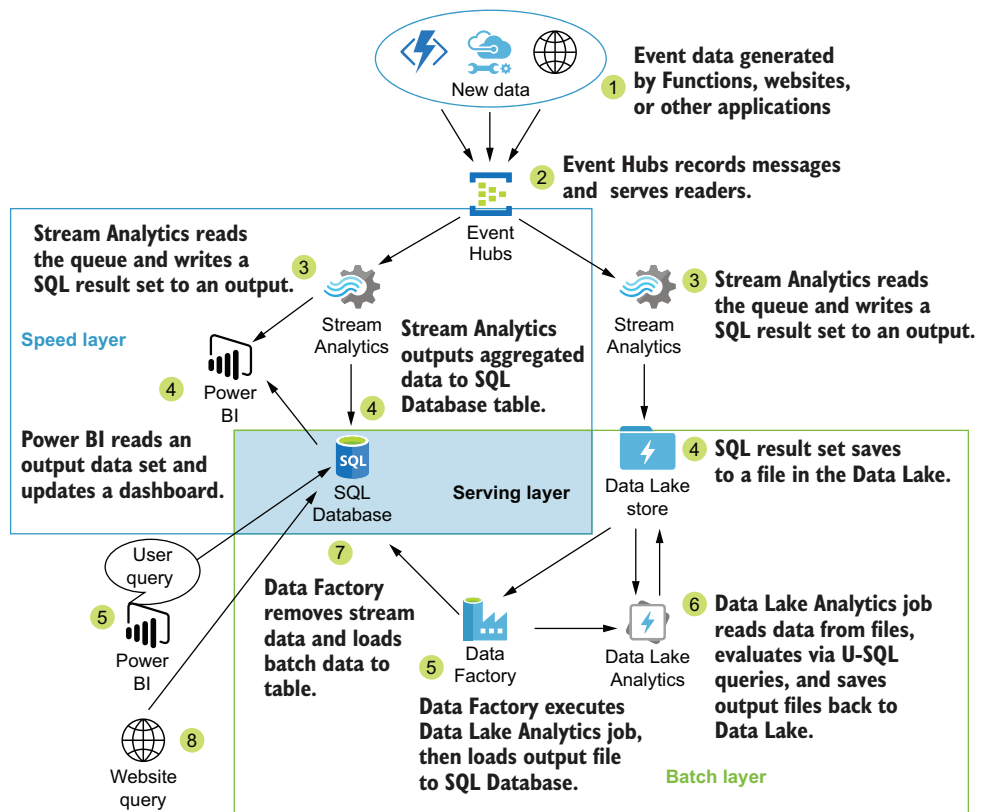 New data
1
Event data generated
by Functions, websites,
or other applications
2
Event Hubs records messages
and serves readers.
Event
Hubs
Stream Analytics reads
the queue and writes a
SQL result set to an output.
3
Stream
Analytics
Speed layer
3
Stream Analytics reads
the queue and writes a
SQL result set to an output.
Stream
Analytics
Stream Analytics
outputs aggregated
data to SQL
Database table.
4
4
Power
BI
Power BI reads an
output data set and
updates a dashboard.
SQL
SQL
Database
Serving layer
Data Lake
store
4
SQL result set saves
to a file in the Data Lake.
User
query
5
Power
BI
7
Data Factory
removes stream
data and loads
batch data to
table.
Data
Factory
5
Data Factory executes
Data Lake Analytics job,
then loads output file
to SQL Database.
Data Lake
Analytics
6
Data Lake Analytics job
reads data from files,
evaluates via U-SQL
queries, and saves
output files back to
Data Lake.
8
Website
query
Batch layer